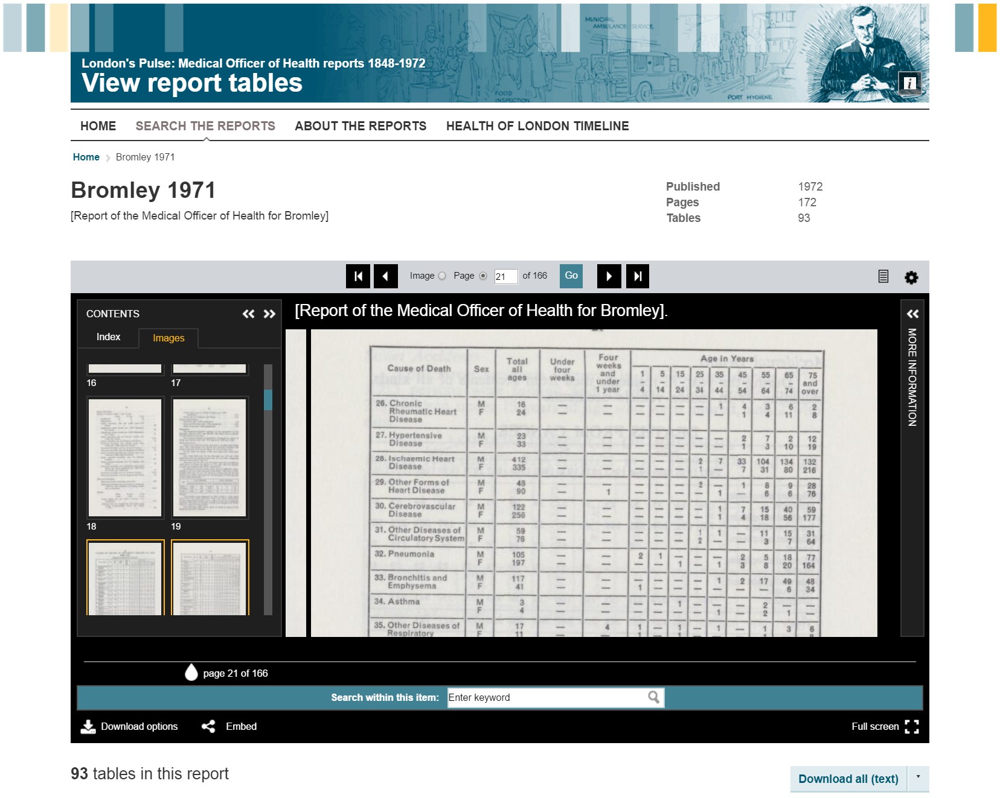 MUNICIPAL
AMBULANCE SERVICE
London's Pulse: Medical Officer of Health reports 1848-1972
View report tables
FOOD
INSPECTION
PORT HYGIENE
i
HOME SEARCH THE REPORTS ABOUT THE REPORTS HEALTH OF LONDON TIMELINE
Home Bromley 1971
Bromley 1971
[Report of the Medical Officer of Health for Bromley]
Published 1972
Pages 172
Tables 93
Image Page 21 of 166 Go
CONTENTS
Index Images
16 17
18 19
[Report of the Medical Officer of Health for Bromley].
Cause of Death Sex Total all ages Under four weeks Four weeks and under 1 year Age in Years
1 – 4 5 – 14 15 – 24 25 – 34 35 – 44 45 – 54 55 – 64 65 – 74 75 and over
26. Chronic Rheumatic Heart Disease M 16 — — — — — — 1 4 3 6 2
F 24 — — — — — — — 1 4 11 8
27. Hypertensive Disease M 23 — — — — — — — 2 7 2 12
F 33 — — — — — — — 1 3 10 19
28. Ischaemic Heart Disease M 412 — — — — — 2 7 33 104 134 132
F 335 — — — — — 1 — 7 31 80 216
29. Other Forms of Heart Disease M 48 — — — — — 2 — 1 8 9 28
F 90 — 1 — — — — 1 — 6 6 76
30. Cerebrovascular Disease M 122 — — — — — — 1 7 15 40 59
F 256 — — — — — — 1 4 18 56 177
31. Other Diseases of Circulatory System M 59 — — — — — 1 1 — 11 15 31
F 76 — — — — — 2 — — 3 7 64
32. Pneumonia M 105 — — 2 1 — — — 2 5 18 77
F 197 — — — — 1 — 1 3 8 20 164
33. Bronchitis and Emphysema M 117 — — — — — — 1 2 17 49 48
F 41 — — 1 — — — — — — 6 34
34. Asthma M 3 — — — — 1 — — — 2 — —
F 4 — — — — — — 1 — 2 1 —
35. Other Diseases of Respiratory M 17 — 4 1 — 1 — 1 — 1 3 6
F 11
MORE INFORMATION
page 21 of 166
Search within this item: Enter keyword
Download options Embed Full screen
93 tables in this report
Download all (text)